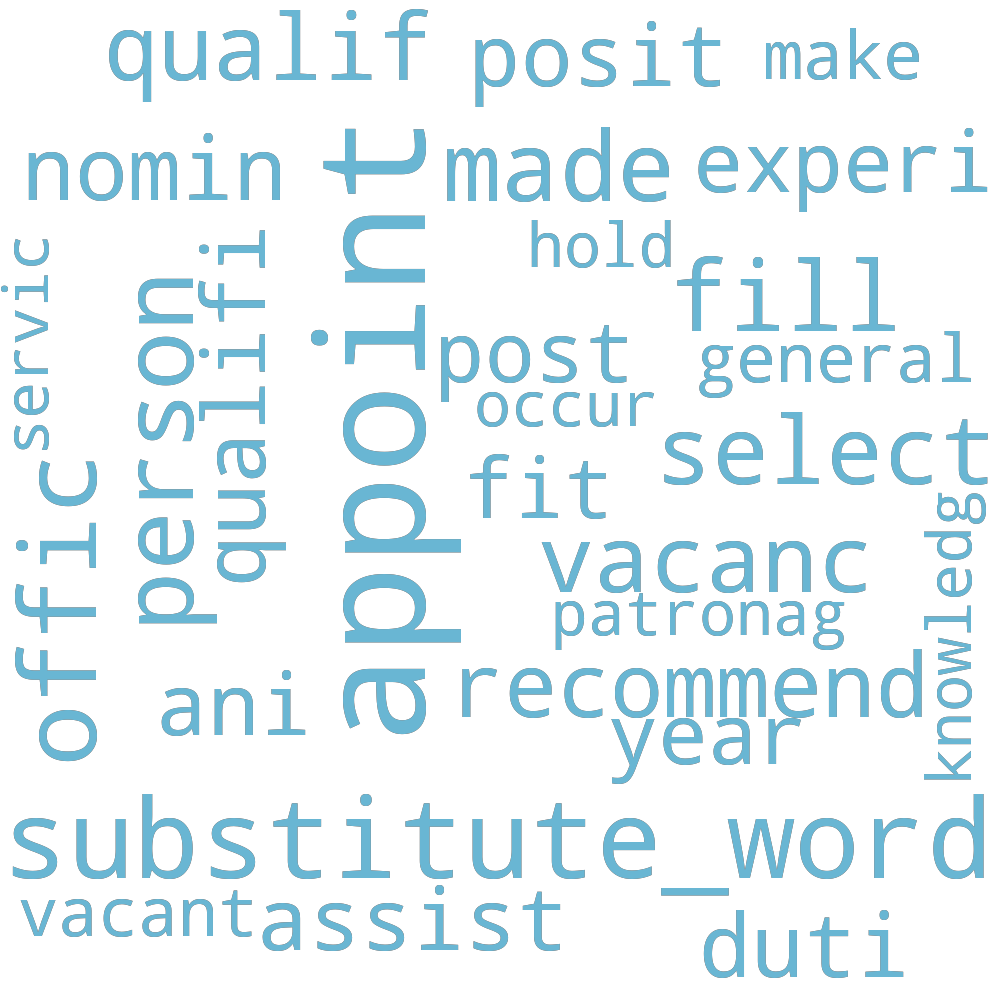 qualif
posit
make
nomin
made
experi
appoint
hold
servic
qualifi
person
fill
post
general
occur
select
offic
fit
knowledg
vacanc
patronag
recommend
ani
year
substitute_word
vacant
assist
duti